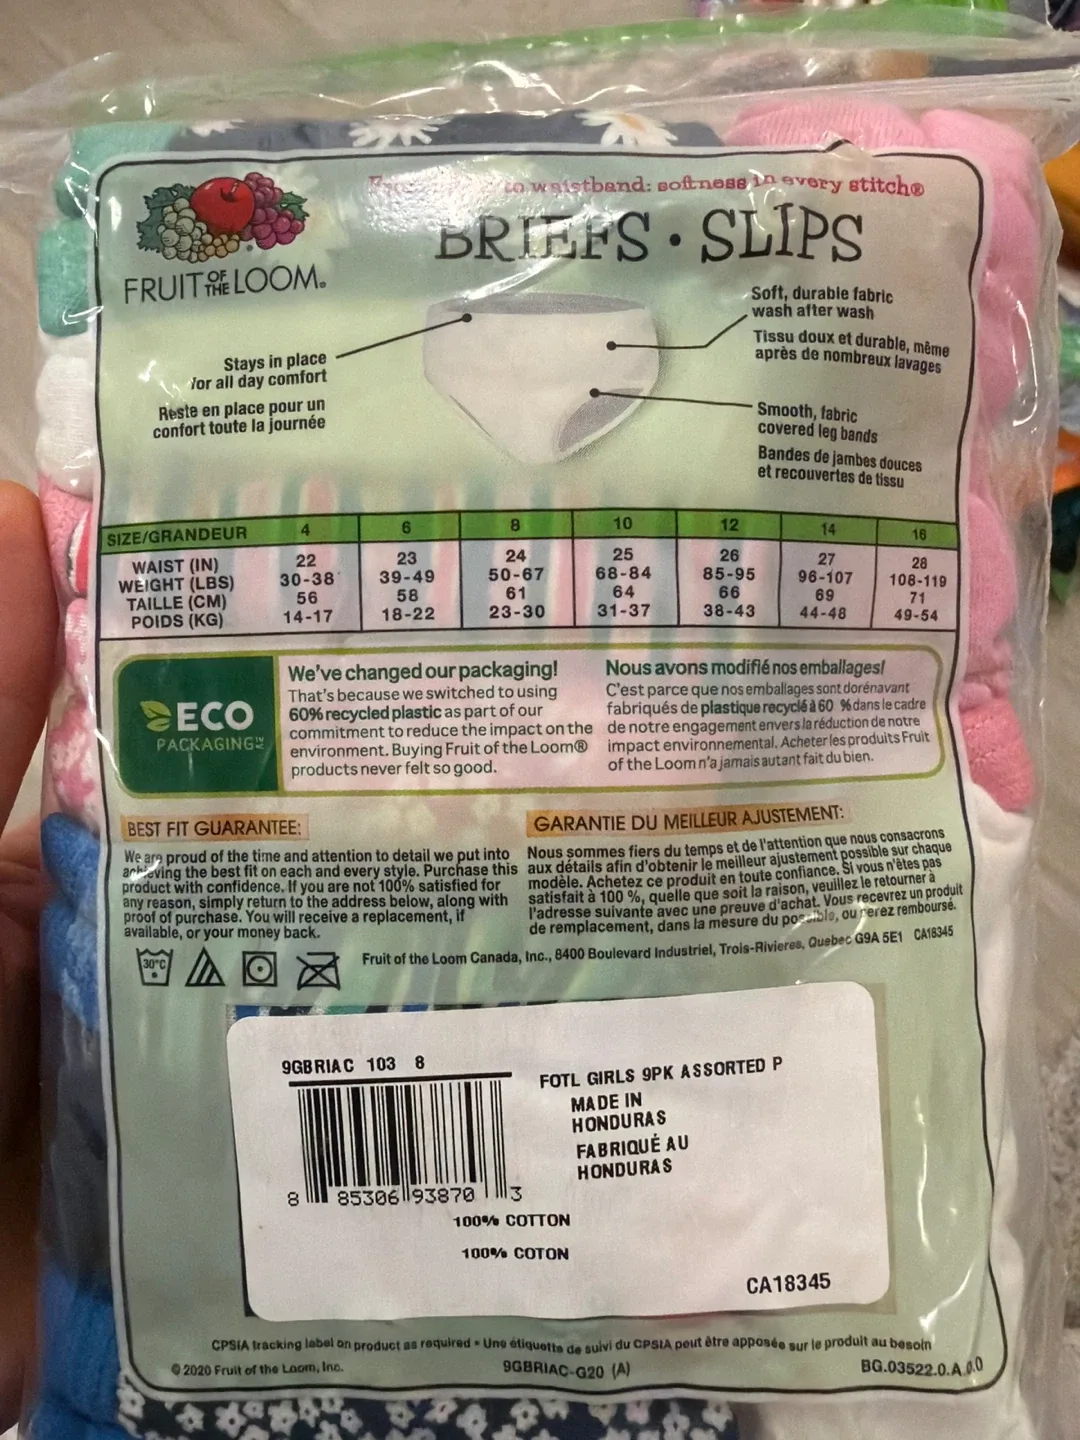 FRUIT OF THE LOOM®
to waistband: softness in every stitch®
BRIEFS • SLIPS
Stays in place
for all day comfort
Reste en place pour un
confort toute la journée
Soft, durable fabric
wash after wash
Tissu doux et durable, même
après de nombreux lavages
Smooth, fabric
covered leg bands
Bandes de jambes douces
et recouvertes de tissu
SIZE/GRANDEUR 4 6 8 10 12 14 16
WAIST (IN) 22 23 24 25 26 27 28
WEIGHT (LBS) 30-38 39-49 50-67 68-84 85-95 96-107 108-119
TAILLE (CM) 56 58 61 64 66 69 71
POIDS (KG) 14-17 18-22 23-30 31-37 38-43 44-48 49-54
ECO
PACKAGING™
We've changed our packaging!
That's because we switched to using
60% recycled plastic as part of our
commitment to reduce the impact on the
environment. Buying Fruit of the Loom®
products never felt so good.
Nous avons modifié nos emballages!
C'est parce que nos emballages sont dorénavant
fabriqués de plastique recyclé à 60 % dans le cadre
de notre engagement envers la réduction de notre
impact environnemental. Acheter les produits Fruit
of the Loom n'a jamais autant fait du bien.
BEST FIT GUARANTEE:
We are proud of the time and attention to detail we put into
achieving the best fit on each and every style. Purchase this
product with confidence. If you are not 100% satisfied for
any reason, simply return to the address below, along with
proof of purchase. You will receive a replacement, if
available, or your money back.
GARANTIE DU MEILLEUR AJUSTEMENT:
Nous sommes fiers du temps et de l'attention que nous consacrons
aux détails afin d'obtenir le meilleur ajustement possible sur chaque
modèle. Achetez ce produit en toute confiance. Si vous n'êtes pas
satisfait à 100 %, quelle que soit la raison, veuillez le retourner à
l'adresse suivante avec une preuve d'achat. Vous recevrez un produit
de remplacement, dans la mesure du possible, ou serez remboursé.
30°C
Fruit of the Loom Canada, Inc., 8400 Boulevard Industriel, Trois-Rivieres, Quebec G9A 5E1 CA18345
9GBRIAC 103 8
8 85306 93870 3
FOTL GIRLS 9PK ASSORTED P
MADE IN
HONDURAS
FABRIQUÉ AU
HONDURAS
100% COTTON
100% COTON
CA18345
CPSIA tracking label on product as required • Une étiquette de suivi du CPSIA peut être apposée sur le produit au besoin
© 2020 Fruit of the Loom, Inc.
9GBRIAC-G20 (A)
BG.03522.0.A.0.0